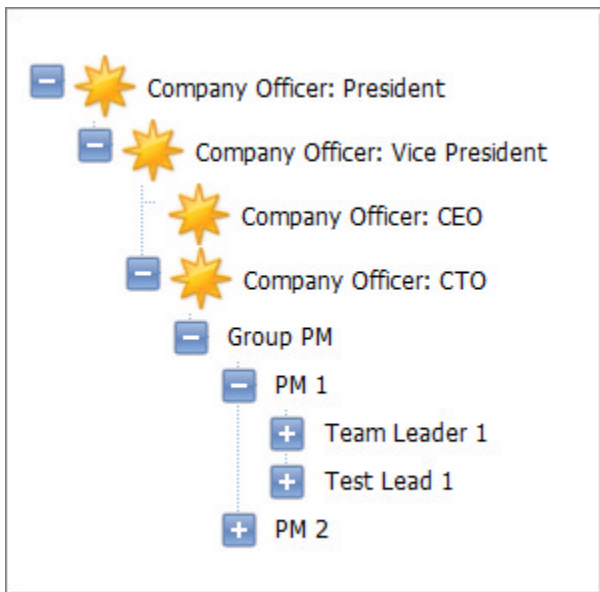 Company Officer: President
Company Officer: Vice President
Company Officer: CEO
Company Officer: CTO
Group PM
PM 1
Team Leader 1
Test Lead 1
PM 2